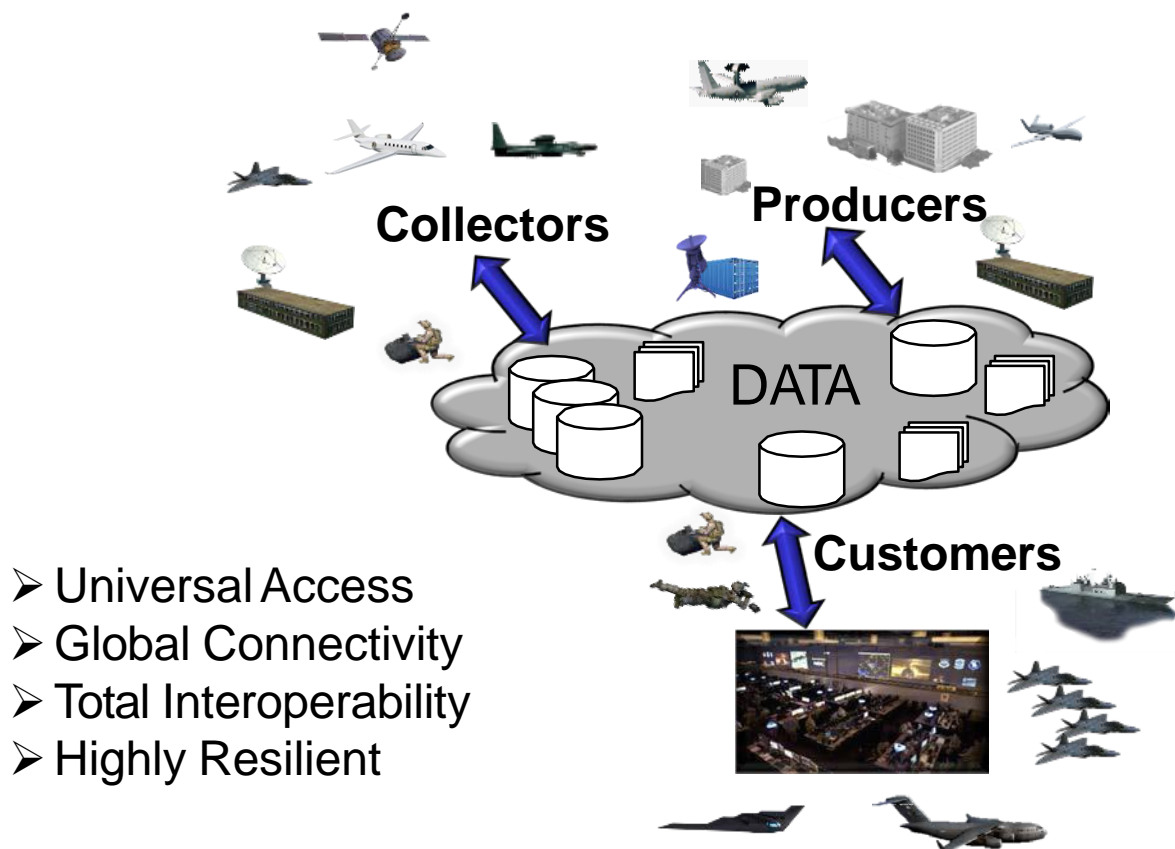 Producers
Collectors
DATA
Customers
➢ Universal Access
➢ Global Connectivity
➢ Total Interoperability
➢ Highly Resilient